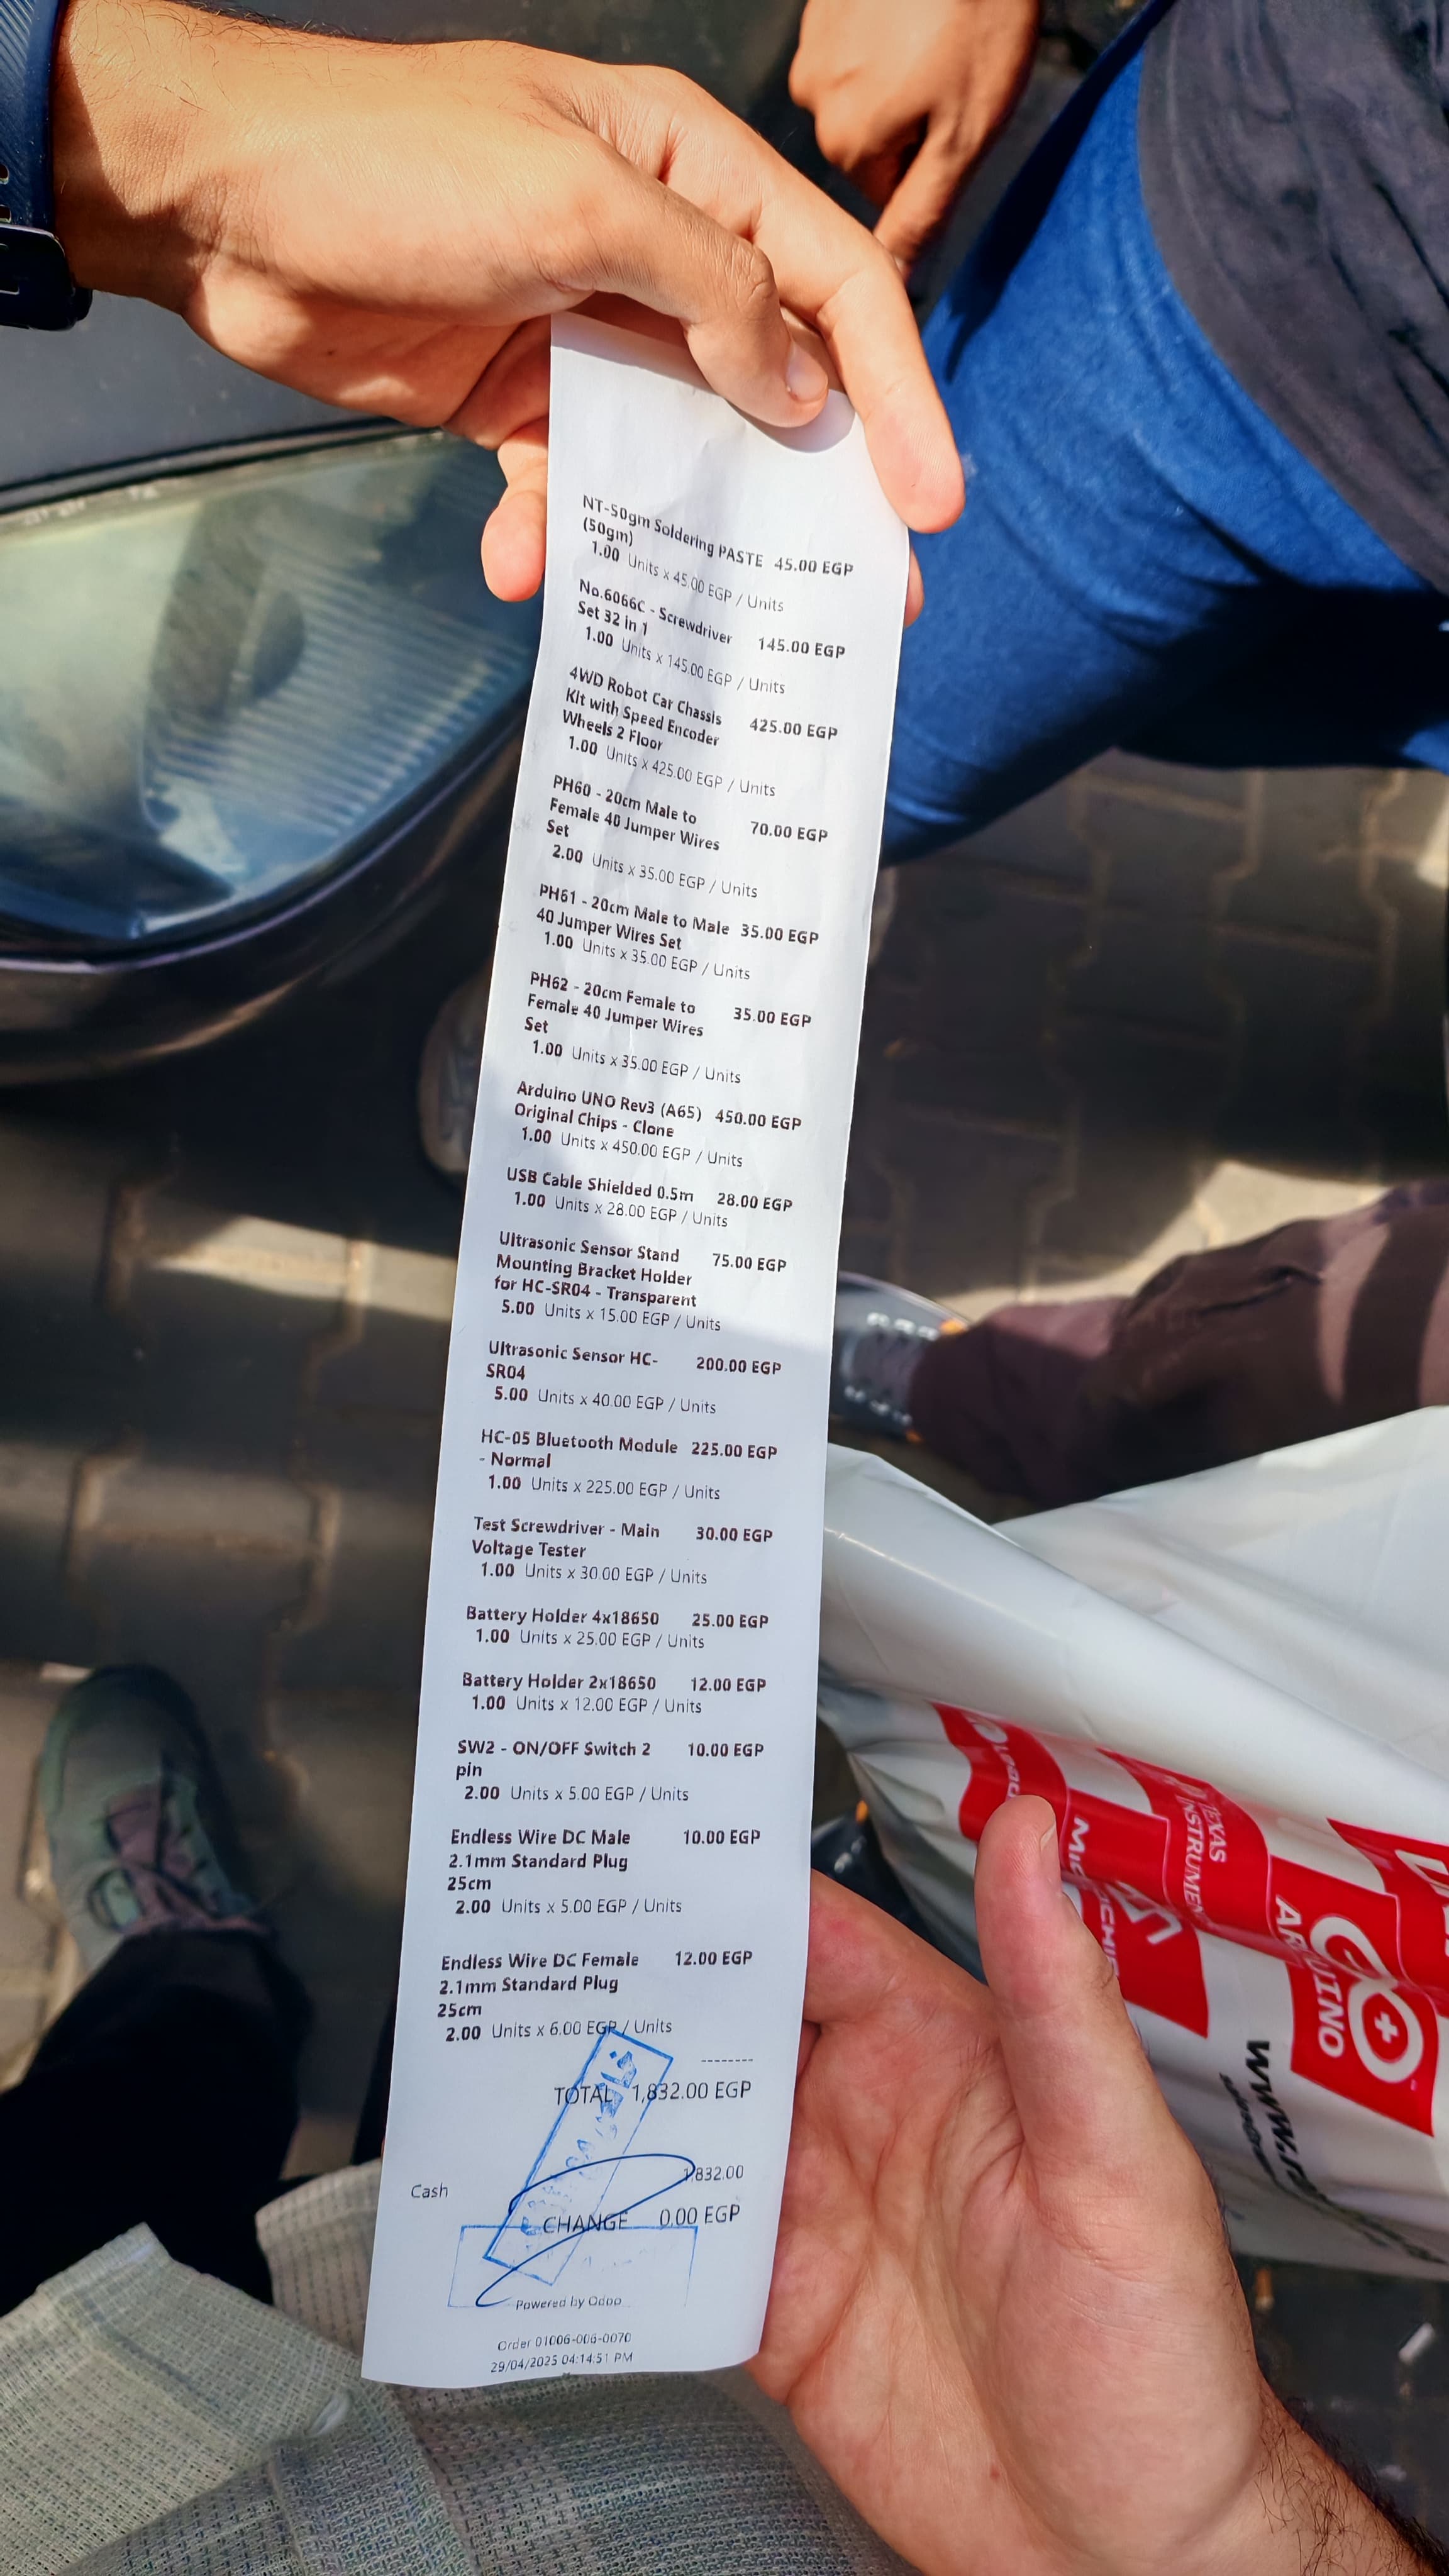 NT-50gm Soldering PASTE 45.00 EGP
(50gm)
1.00 Units x 45.00 EGP / Units
No.6066C - Screwdriver 145.00 EGP
Set 32 in 1
1.00 Units x 145.00 EGP / Units
4WD Robot Car Chassis 425.00 EGP
Kit with Speed Encoder
Wheels 2 Floor
1.00 Units x 425.00 EGP / Units
PH60 - 20cm Male to 70.00 EGP
Female 40 Jumper Wires
Set
2.00 Units x 35.00 EGP / Units
PH61 - 20cm Male to Male 35.00 EGP
40 Jumper Wires Set
1.00 Units x 35.00 EGP / Units
PH62 - 20cm Female to 35.00 EGP
Female 40 Jumper Wires
Set
1.00 Units x 35.00 EGP / Units
Arduino UNO Rev3 (A65) 450.00 EGP
Original Chips - Clone
1.00 Units x 450.00 EGP / Units
USB Cable Shielded 0.5m 28.00 EGP
1.00 Units x 28.00 EGP / Units
Ultrasonic Sensor Stand 75.00 EGP
Mounting Bracket Holder
for HC-SR04 - Transparent
5.00 Units x 15.00 EGP / Units
Ultrasonic Sensor HC- 200.00 EGP
SR04
5.00 Units x 40.00 EGP / Units
HC-05 Bluetooth Module 225.00 EGP
- Normal
1.00 Units x 225.00 EGP / Units
Test Screwdriver - Main 30.00 EGP
Voltage Tester
1.00 Units x 30.00 EGP / Units
Battery Holder 4x18650 25.00 EGP
1.00 Units x 25.00 EGP / Units
Battery Holder 2x18650 12.00 EGP
1.00 Units x 12.00 EGP / Units
SW2 - ON/OFF Switch 2 10.00 EGP
pin
2.00 Units x 5.00 EGP / Units
Endless Wire DC Male 10.00 EGP
2.1mm Standard Plug
25cm
2.00 Units x 5.00 EGP / Units
Endless Wire DC Female 12.00 EGP
2.1mm Standard Plug
25cm
2.00 Units x 6.00 EGP / Units
--------
TOTAL 1,832.00 EGP
Cash 1,832.00
CHANGE 0.00 EGP
Powered by Odoo
Order 01006-006-0070
29/04/2025 04:14:51 PM
TEXAS
INSTRUMEN
ARDUINO
www.r